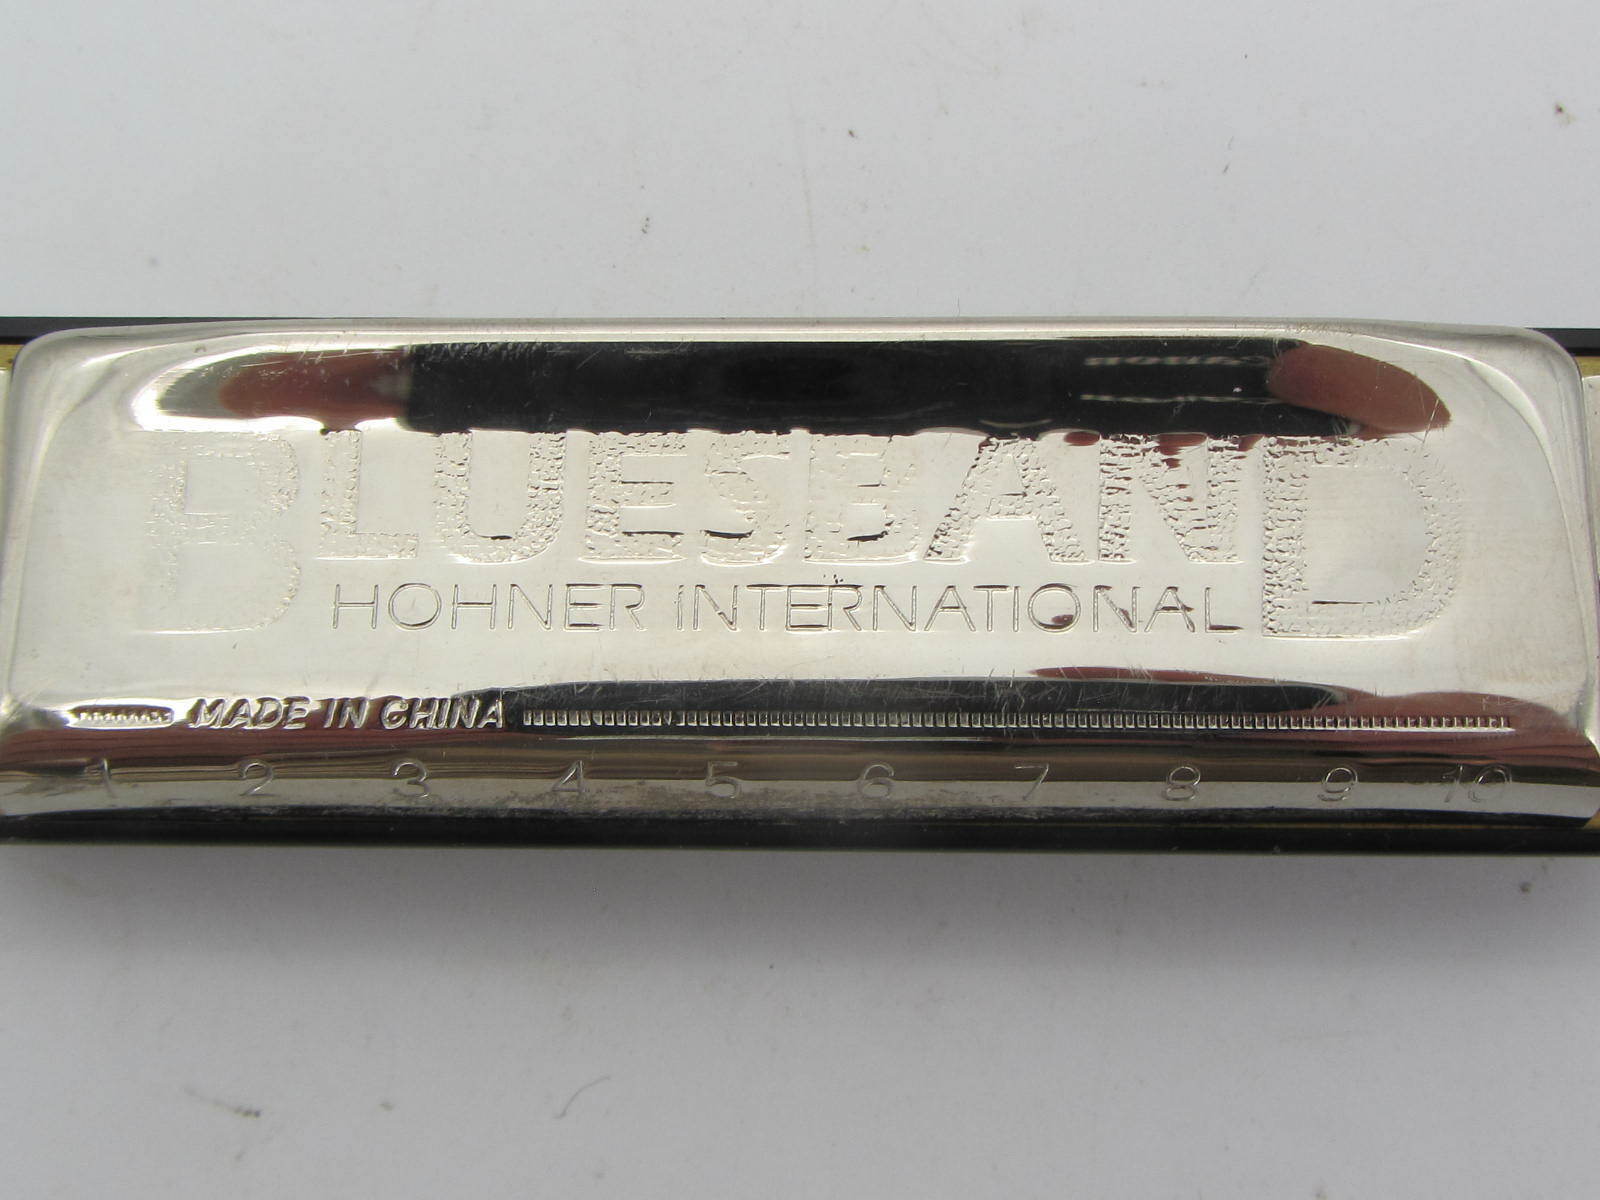 BLUESBAND
HOHNER INTERNATIONAL
MADE IN CHINA
1 2 3 4 5 6 7 8 9 10